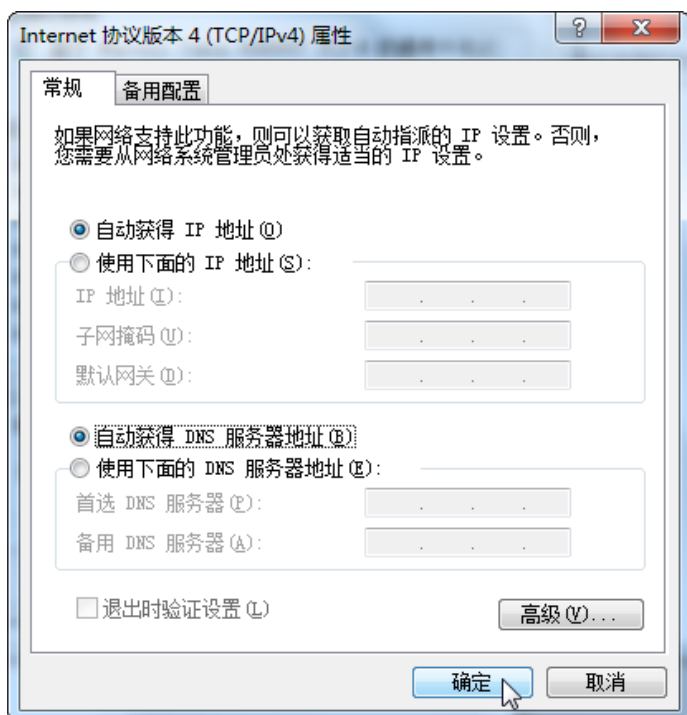 Internet 协议版本 4 (TCP/IPv4) 属性
常规
备用配置
如果网络支持此功能，则可以获取自动指派的 IP 设置。否则，
您需要从网络系统管理员处获得适当的 IP 设置。
自动获得 IP 地址(O)
使用下面的 IP 地址(S):
IP 地址(I):
子网掩码(U):
默认网关(D):
自动获得 DNS 服务器地址(B)
使用下面的 DNS 服务器地址(E):
首选 DNS 服务器(P):
备用 DNS 服务器(A):
退出时验证设置(L)
高级(V)...
确定
取消